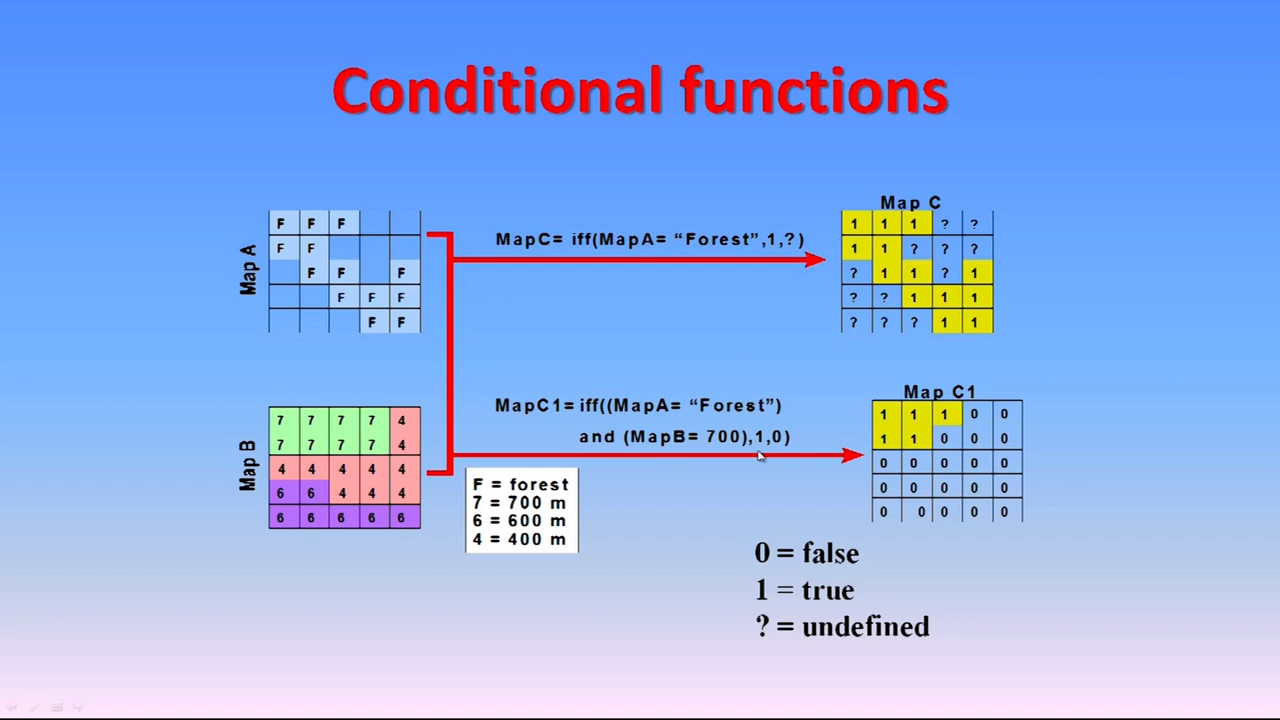 Conditional functions
Map A
F F F
F F
F F F
F F F
F F
MapC= iff(MapA= “Forest”,1,?)
Map C
1 1 1 ? ?
1 1 ? ? ?
? 1 1 ? 1
? ? 1 1 1
? ? ? 1 1
Map B
7 7 7 7 4
7 7 7 7 4
4 4 4 4 4
6 6 4 4 4
6 6 6 6 6
MapC1= iff((MapA= “Forest”)
and (MapB= 700),1,0)
F = forest
7 = 700 m
6 = 600 m
4 = 400 m
Map C1
1 1 1 0 0
1 1 0 0 0
0 0 0 0 0
0 0 0 0 0
0 0 0 0 0
0 = false
1 = true
? = undefined